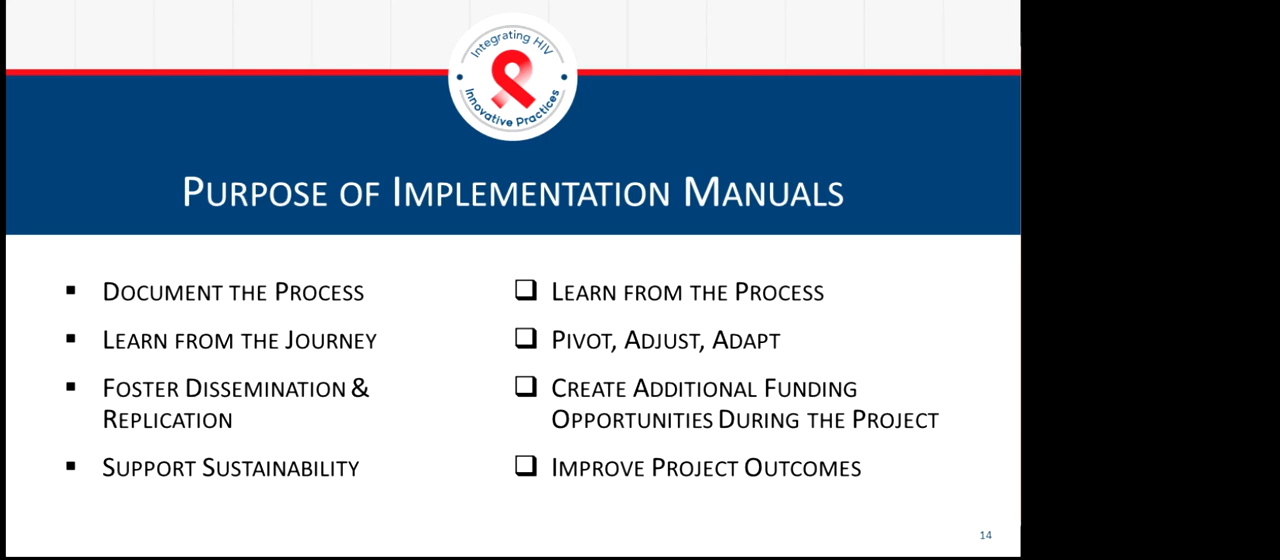 Integrating HIV
Innovative Practices
Purpose of Implementation Manuals
▪ Document the Process
▪ Learn from the Journey
▪ Foster Dissemination &
Replication
▪ Support Sustainability
❑ Learn from the Process
❑ Pivot, Adjust, Adapt
❑ Create Additional Funding
Opportunities During the Project
❑ Improve Project Outcomes
14